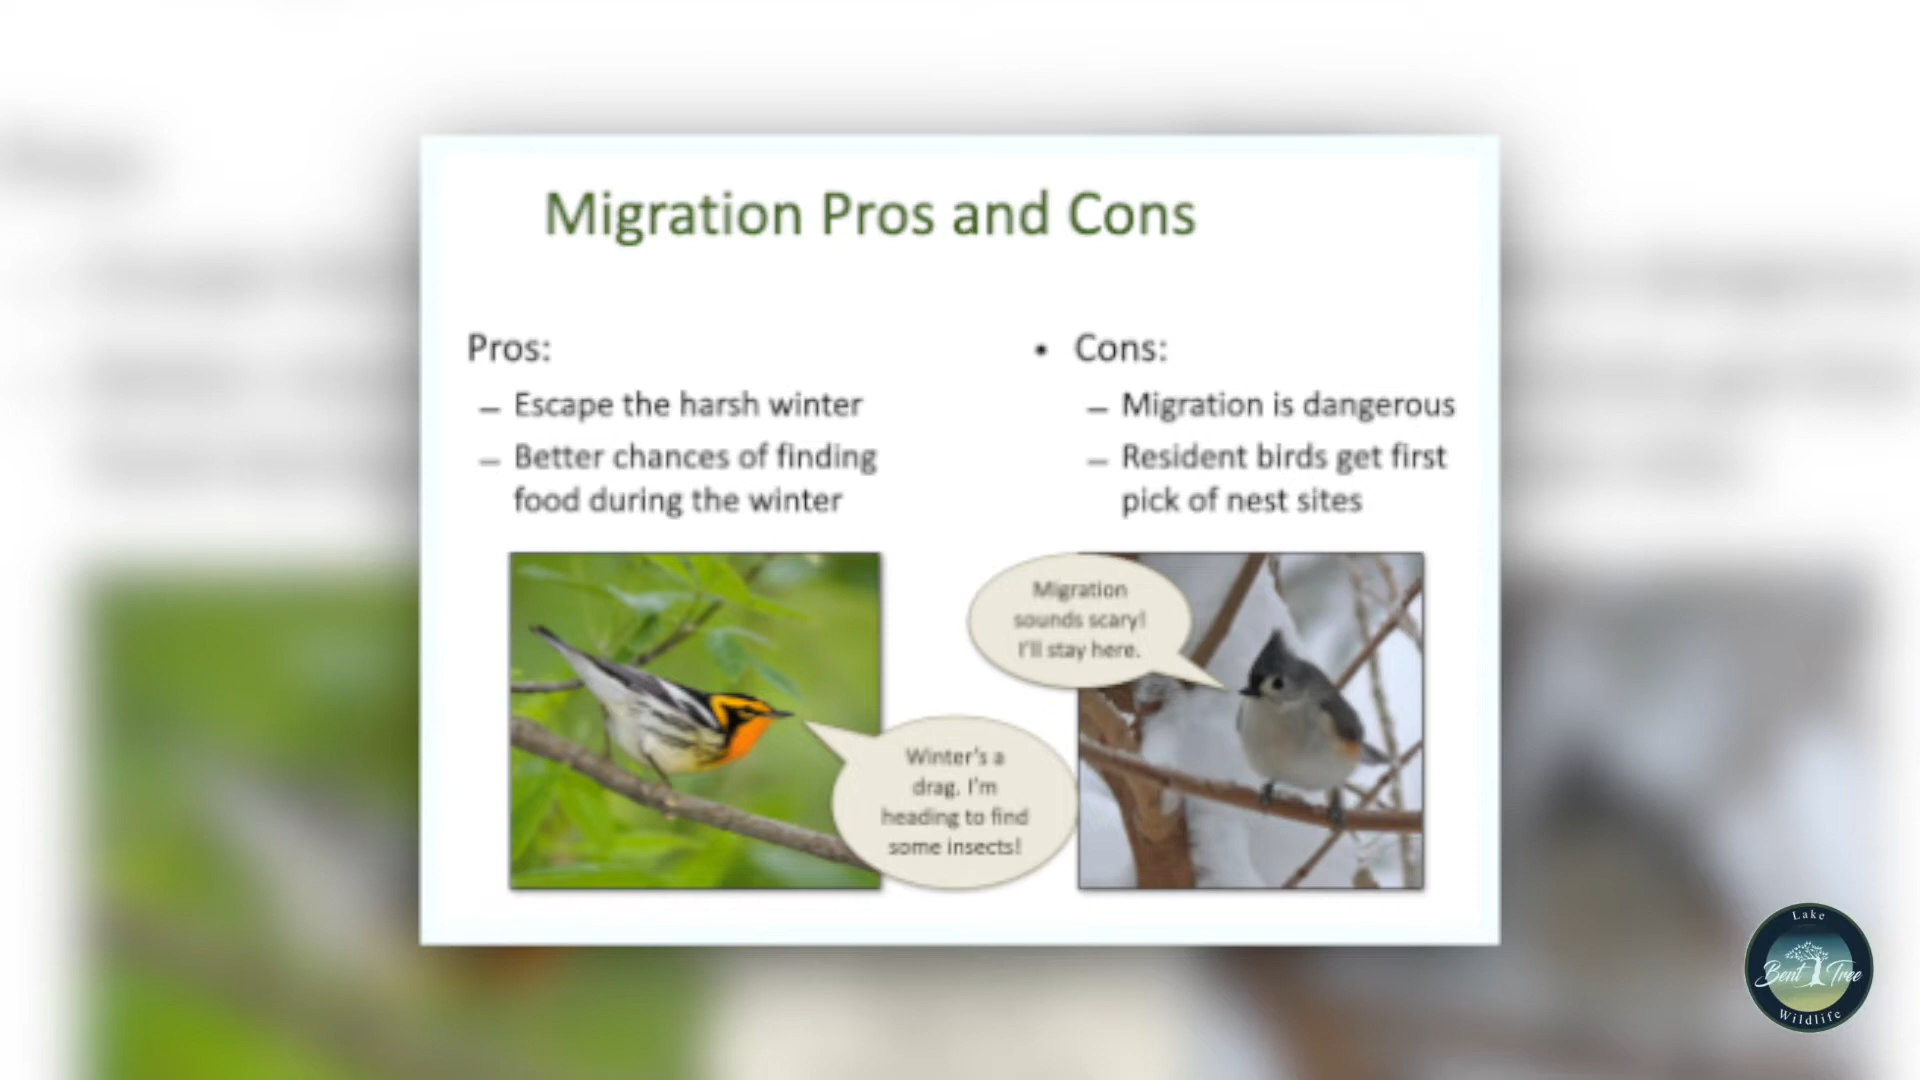 Migration Pros and Cons
Pros:
– Escape the harsh winter
– Better chances of finding
food during the winter
• Cons:
– Migration is dangerous
– Resident birds get first
pick of nest sites
Migration
sounds scary!
I'll stay here.
Winter's a
drag. I'm
heading to find
some insects!
Lake
Bent Tree
Wildlife